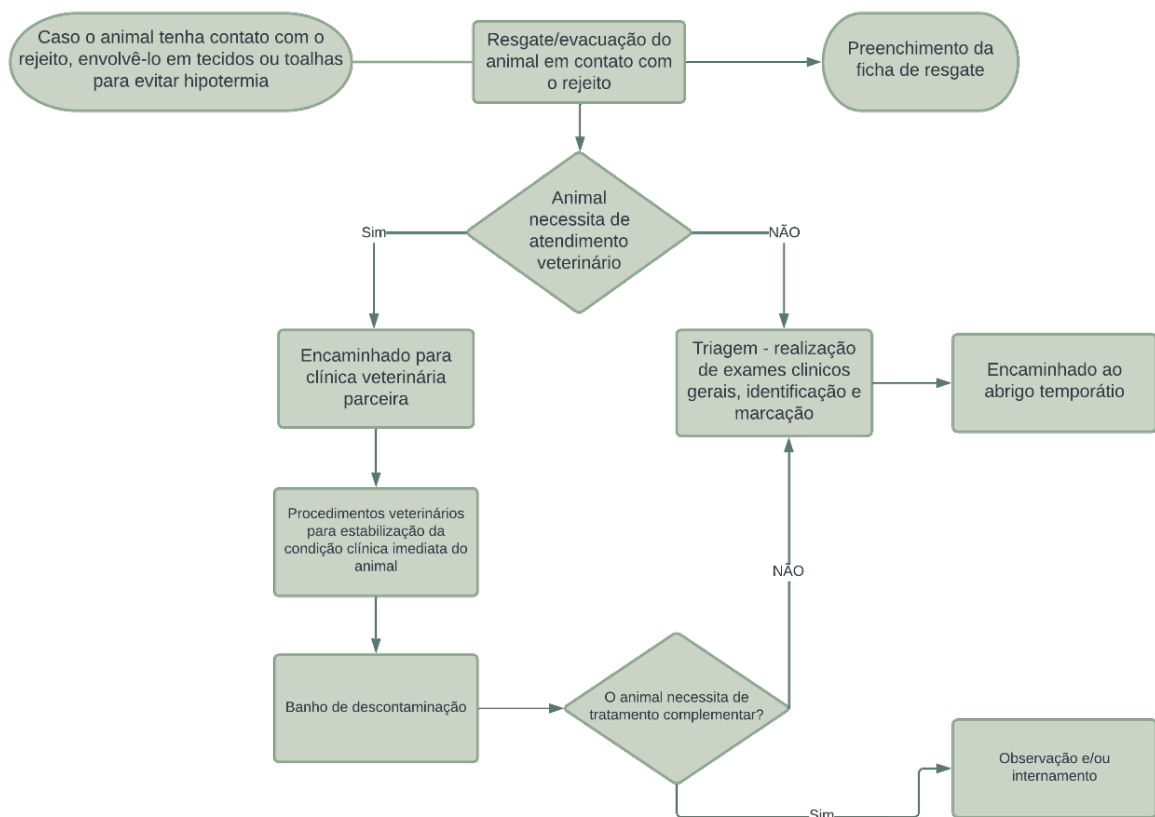 Caso o animal tenha contato com o
rejeito, envolvê-lo em tecidos ou toalhas
para evitar hipotermia
Resgate/evacuação do
animal em contato com
o rejeito
Preenchimento da
ficha de resgate
Animal
necessita de
atendimento
veterinário
Sim
NÃO
Encaminhado para
clínica veterinária
parceira
Triagem - realização
de exames clinicos
gerais, identificação e
marcação
Encaminhado ao
abrigo temporátio
Procedimentos veterinários
para estabilização da
condição clínica imediata do
animal
NÃO
Banho de descontaminação
O animal necessita de
tratamento complementar?
Observação e/ou
internamento
Sim